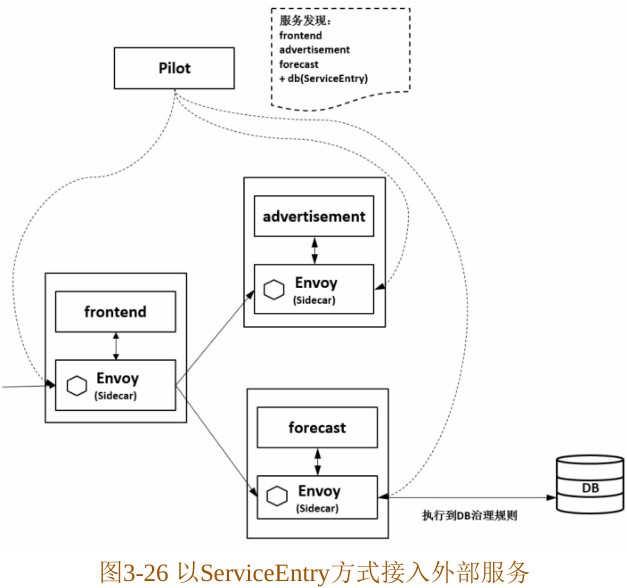 服务发现：
frontend
advertisement
forecast
+ db(ServiceEntry)
Pilot
advertisement
Envoy
(Sidecar)
frontend
Envoy
(Sidecar)
forecast
Envoy
(Sidecar)
DB
执行到DB治理规则
图3-26 以ServiceEntry方式接入外部服务